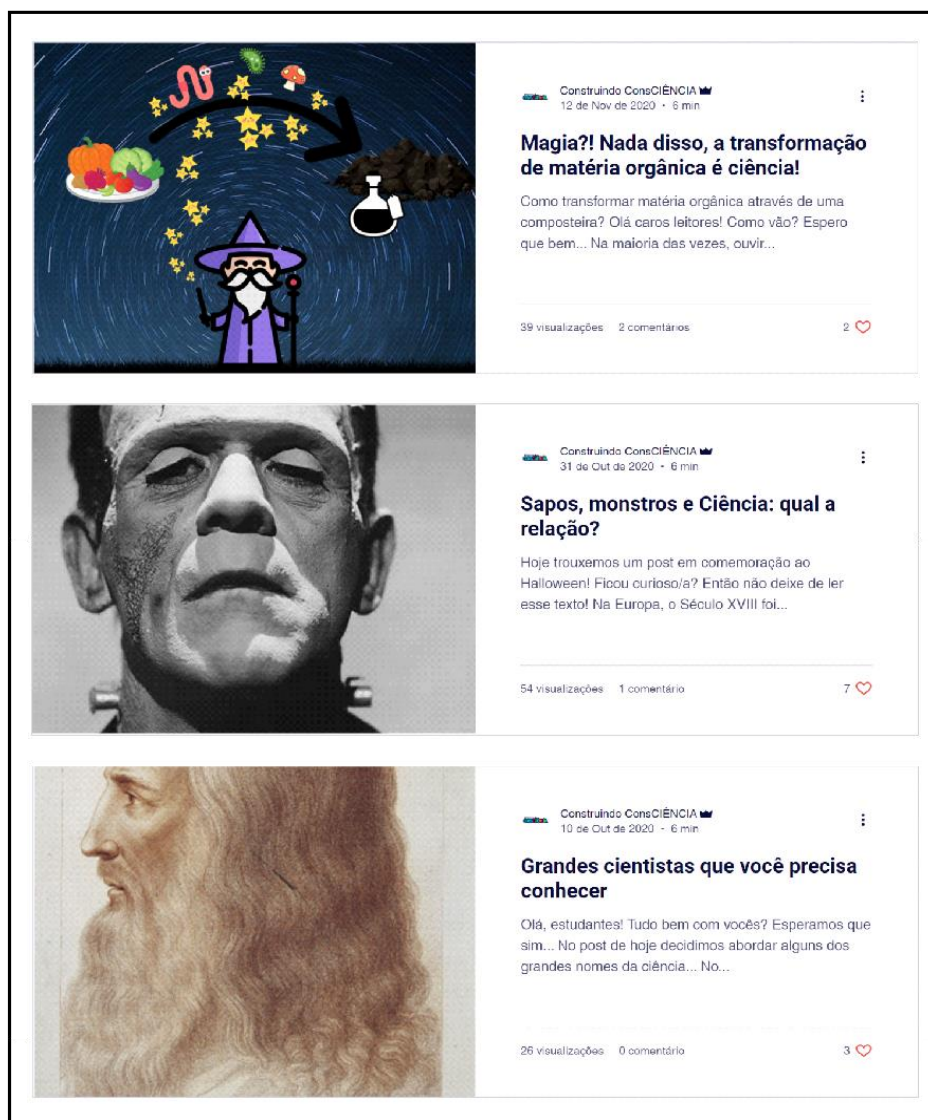 Construindo ConsCIÊNCIA
12 de Nov de 2020 • 6 min
Magia?! Nada disso, a transformação
de matéria orgânica é ciência!
Como transformar matéria orgânica através de uma
composteira? Olá caros leitores! Como vão? Espero
que bem... Na maioria das vezes, ouvir...
39 visualizações 2 comentários 2
Construindo ConsCIÊNCIA
31 de Out de 2020 • 6 min
Sapos, monstros e Ciência: qual a
relação?
Hoje trouxemos um post em comemoração ao
Halloween! Ficou curioso/a? Então não deixe de ler
esse texto! Na Europa, o Século XVIII foi...
54 visualizações 1 comentário 7
Construindo ConsCIÊNCIA
10 de Out de 2020 • 6 min
Grandes cientistas que você precisa
conhecer
Olá, estudantes! Tudo bem com vocês? Esperamos que
sim... No post de hoje decidimos abordar alguns dos
grandes nomes da ciência... No...
26 visualizações 0 comentário 3